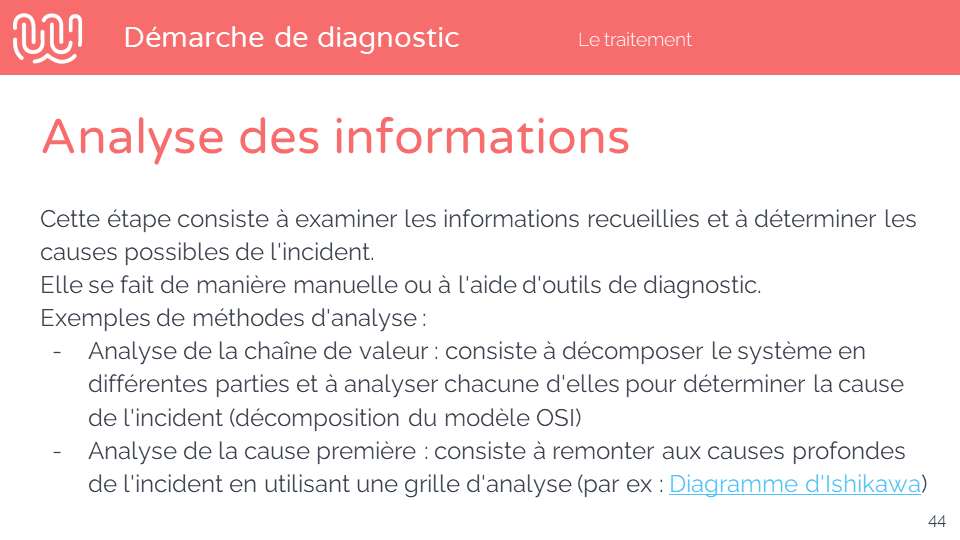 Démarche de diagnostic
Le traitement
Analyse des informations
Cette étape consiste à examiner les informations recueillies et à déterminer les
causes possibles de l'incident.
Elle se fait de manière manuelle ou à l'aide d'outils de diagnostic.
Exemples de méthodes d'analyse :
- Analyse de la chaîne de valeur : consiste à décomposer le système en
différentes parties et à analyser chacune d'elles pour déterminer la cause
de l'incident (décomposition du modèle OSI)
- Analyse de la cause première : consiste à remonter aux causes profondes
de l'incident en utilisant une grille d'analyse (par ex : Diagramme d'Ishikawa)
44